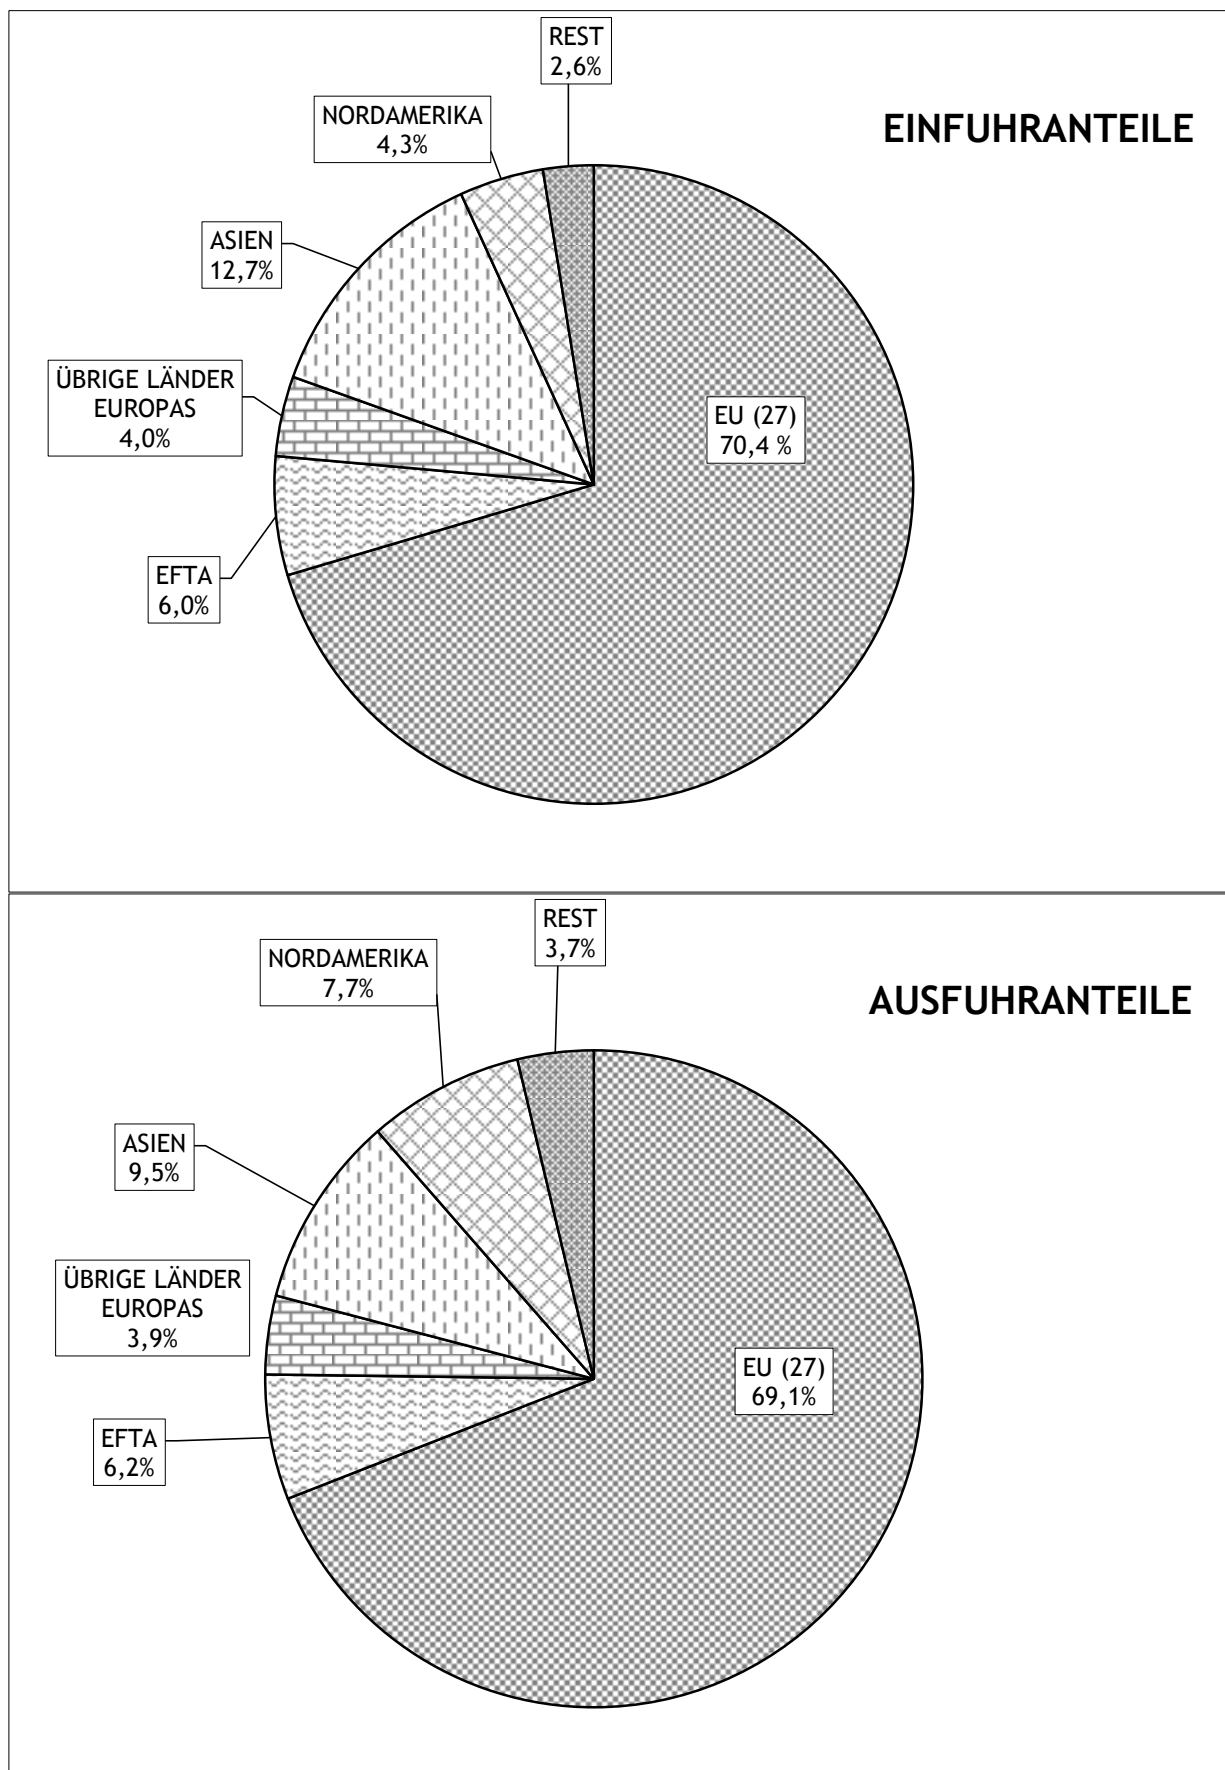 REST
2,6%
NORDAMERIKA
4,3%
EINFUHRANTEILE
ASIEN
12,7%
ÜBRIGE LÄNDER
EUROPAS
4,0%
EU (27)
70,4 %
EFTA
6,0%
REST
3,7%
NORDAMERIKA
7,7%
AUSFUHRANTEILE
ASIEN
9,5%
ÜBRIGE LÄNDER
EUROPAS
3,9%
EU (27)
69,1%
EFTA
6,2%